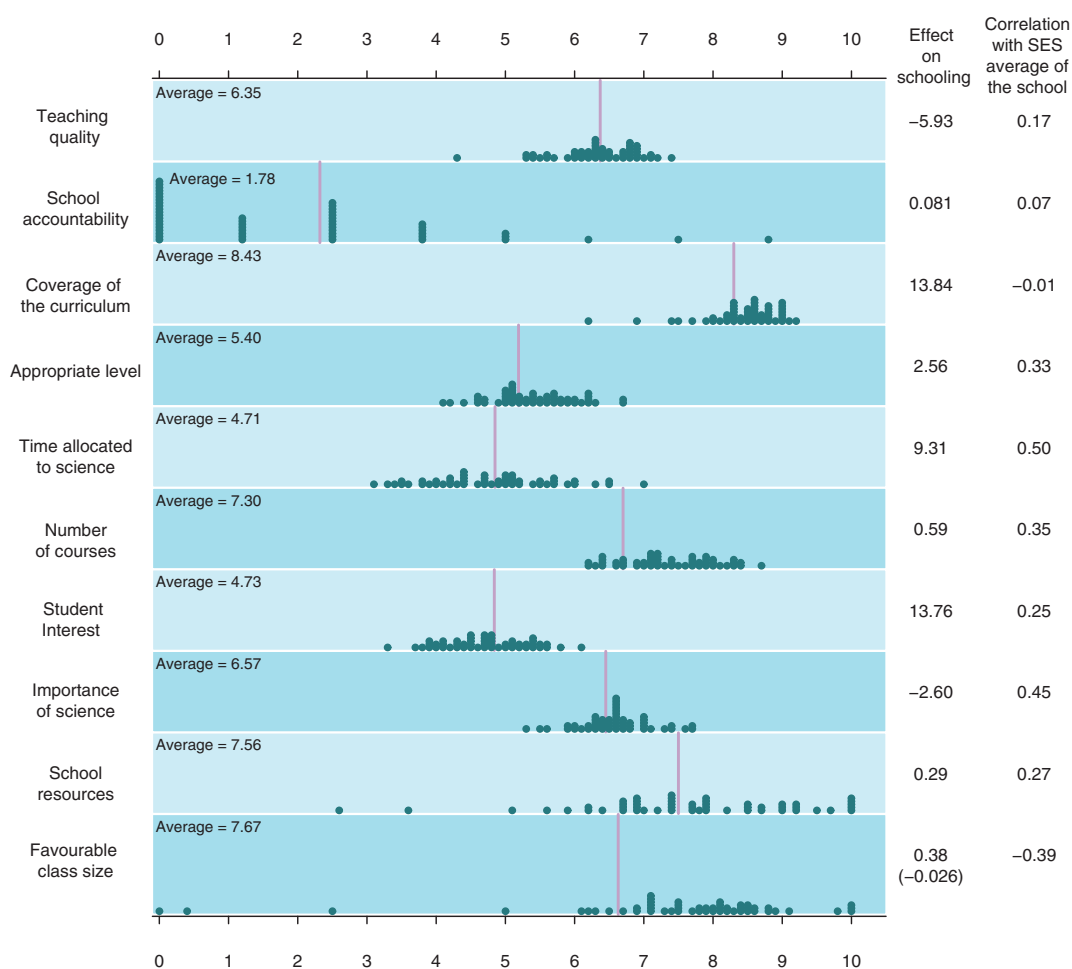 0 1 2 3 4 5 6 7 8 9 10
Effect
on
schooling
Correlation
with SES
average of
the school
Teaching
quality
Average = 6.35
−5.93
0.17
School
accountability
Average = 1.78
0.081
0.07
Coverage of
the curriculum
Average = 8.43
13.84
−0.01
Appropriate level
Average = 5.40
2.56
0.33
Time allocated
to science
Average = 4.71
9.31
0.50
Number
of courses
Average = 7.30
0.59
0.35
Student
Interest
Average = 4.73
13.76
0.25
Importance
of science
Average = 6.57
−2.60
0.45
School
resources
Average = 7.56
0.29
0.27
Favourable
class size
Average = 7.67
0.38
(−0.026)
−0.39
0 1 2 3 4 5 6 7 8 9 10